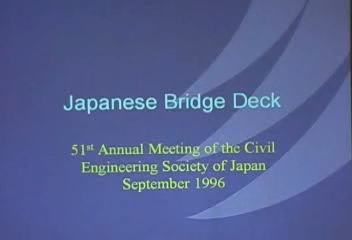 Japanese Bridge Deck
51st Annual Meeting of the Civil
Engineering Society of Japan
September 1996